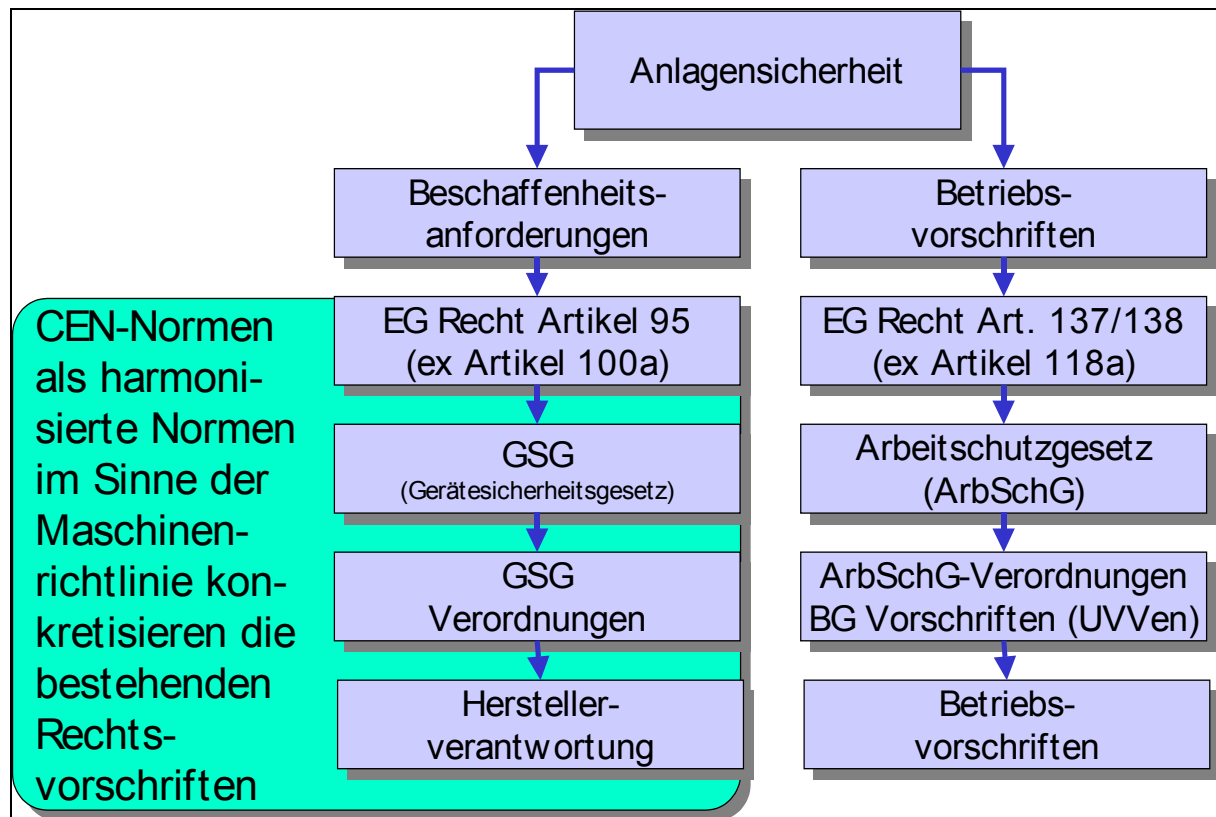 Anlagensicherheit
Beschaffenheits-
anforderungen
Betriebs-
vorschriften
CEN-Normen
als harmoni-
sierte Normen
im Sinne der
Maschinen-
richtlinie kon-
kretisieren die
bestehenden
Rechts-
vorschriften
EG Recht Artikel 95
(ex Artikel 100a)
GSG
(Gerätesicherheitsgesetz)
GSG
Verordnungen
Hersteller-
verantwortung
EG Recht Art. 137/138
(ex Artikel 118a)
Arbeitschutzgesetz
(ArbSchG)
ArbSchG-Verordnungen
BG Vorschriften (UVVen)
Betriebs-
vorschriften